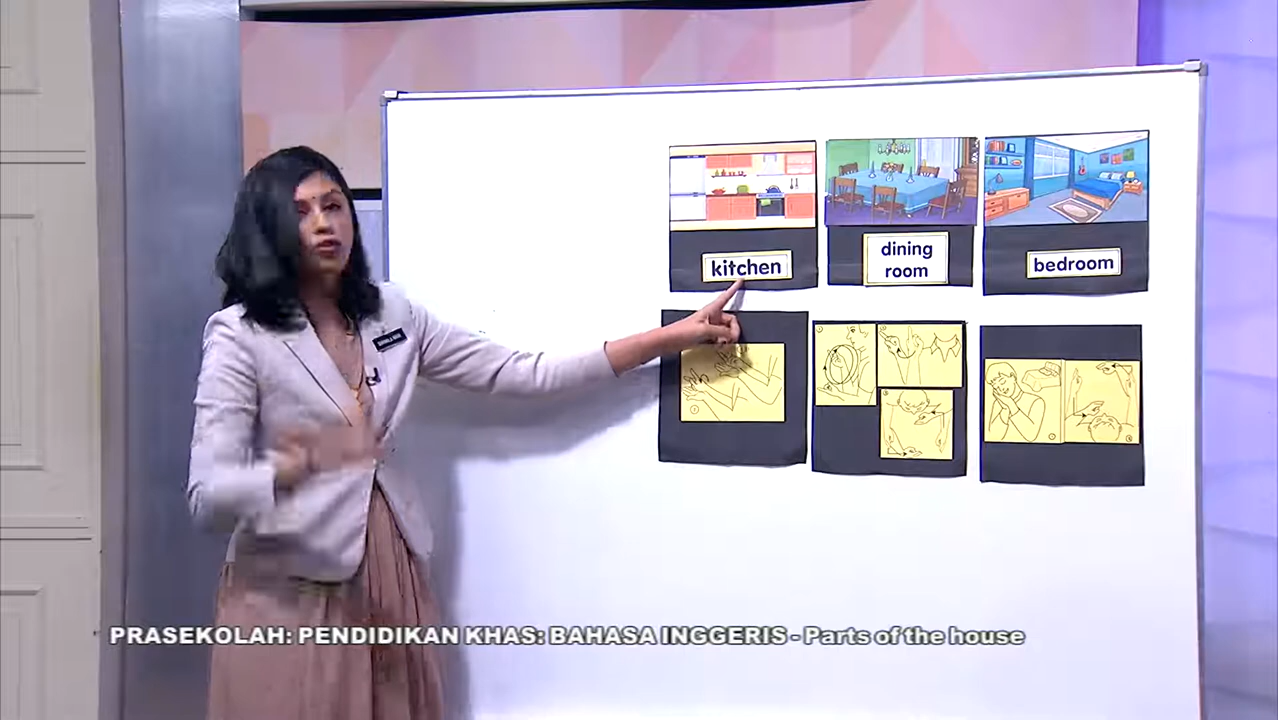 kitchen
dining
room
bedroom
PRASEKOLAH: PENDIDIKAN KHAS: BAHASA INGGERIS - Parts of the house